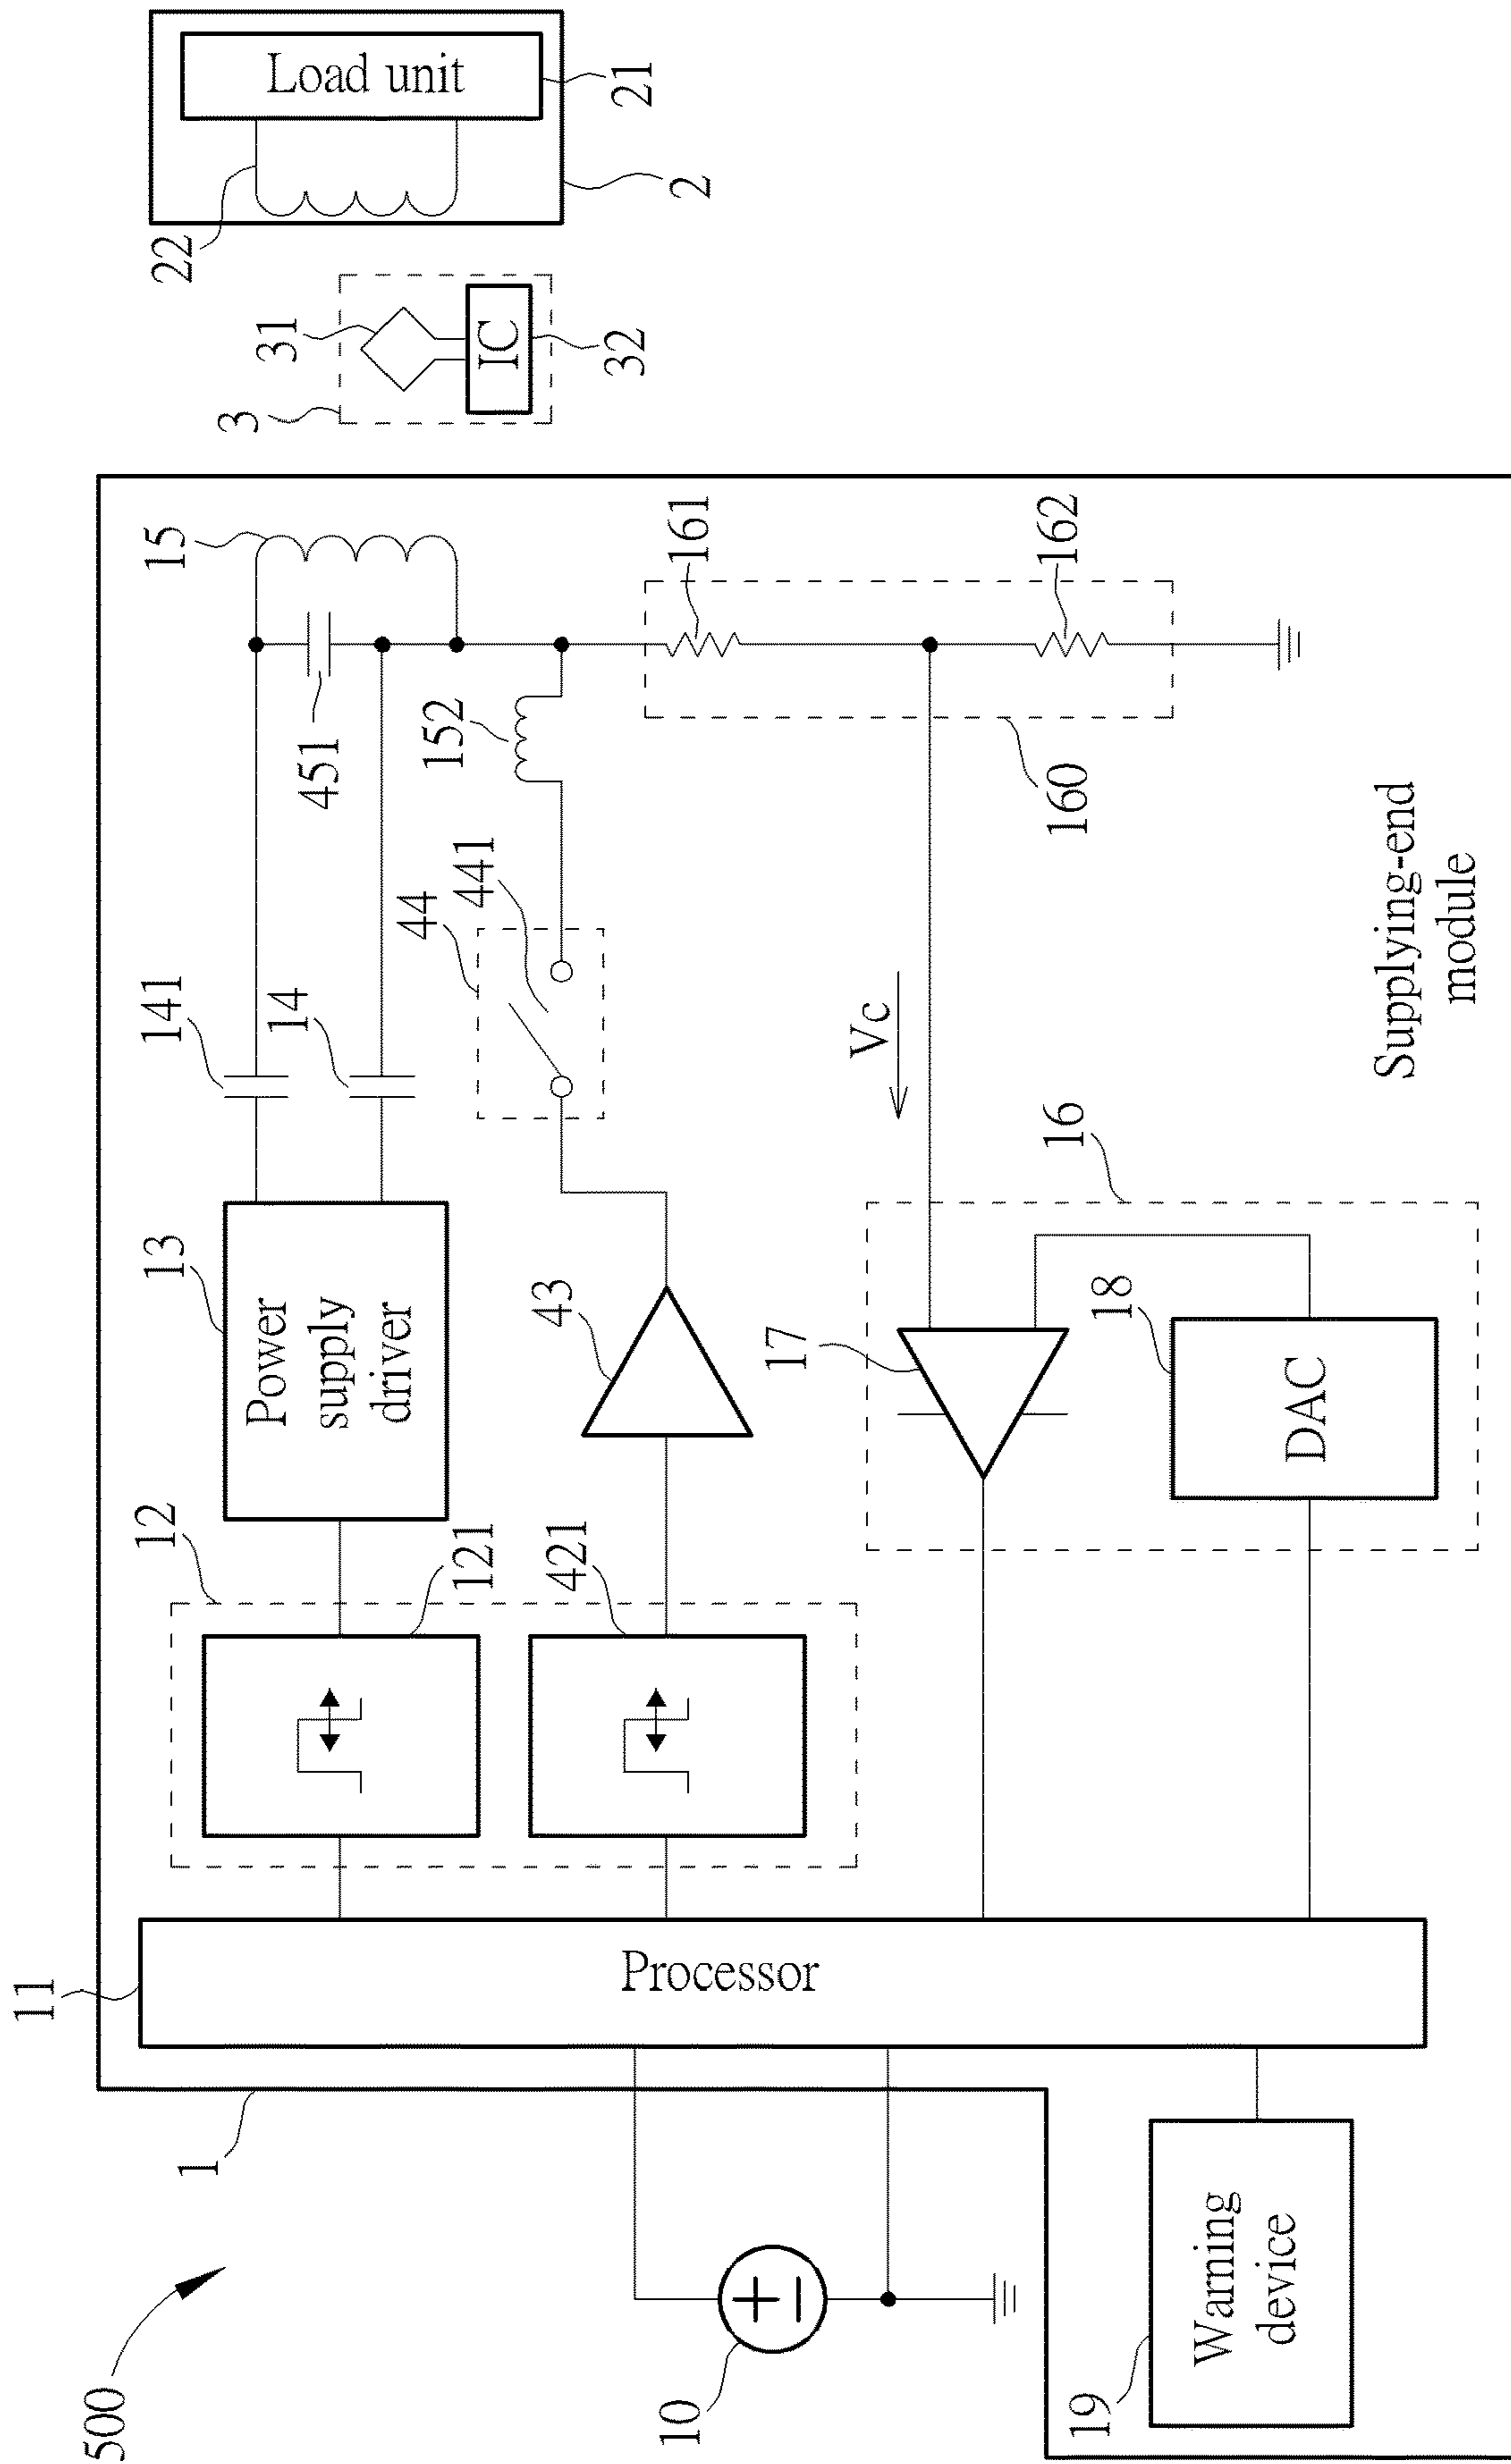 500
1
11
10
+
−
19
Warning
device
Processor
12
121
421
13
Power
supply
driver
43
141
14
44
441
451
152
15
161
162
160
Vc
17
16
18
DAC
Supplying-end
module
3
31
IC
32
22
Load unit
21
2